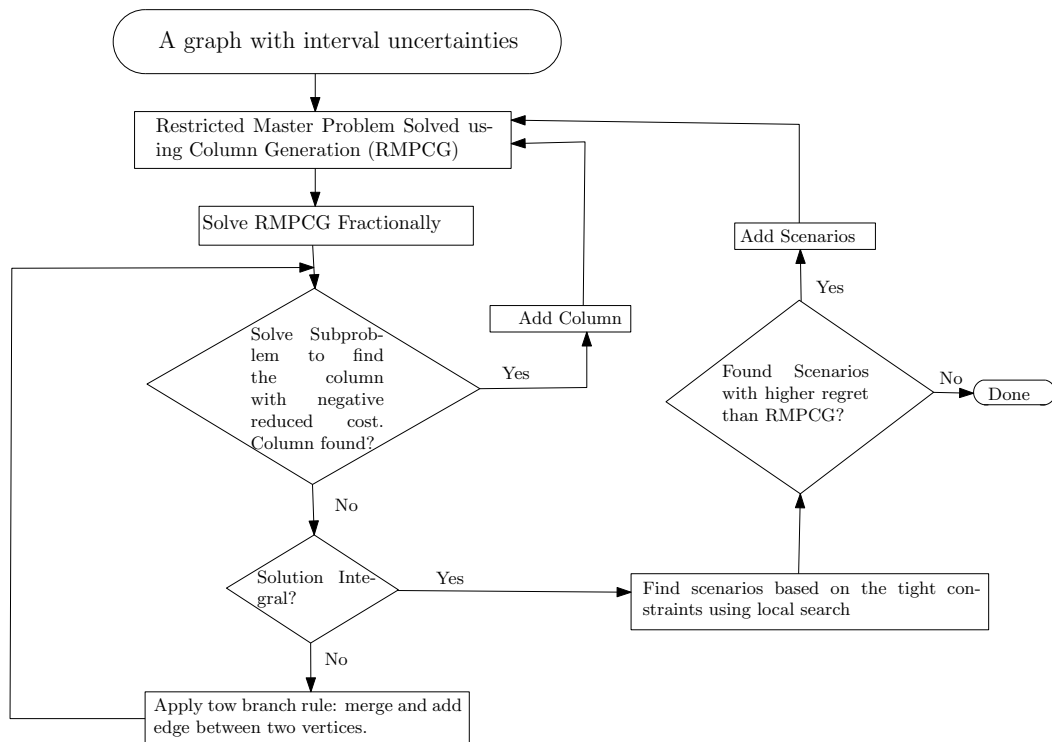 A graph with interval uncertainties
Restricted Master Problem Solved us-
ing Column Generation (RMPCG)
Solve RMPCG Fractionally
Solve Subprob-
lem to find
the column
with negative
reduced cost.
Column found?
Yes
Add Column
No
Solution Inte-
gral?
Yes
No
Apply tow branch rule: merge and add
edge between two vertices.
Find scenarios based on the tight con-
straints using local search
Found Scenarios
with higher regret
than RMPCG?
Yes
Add Scenarios
No
Done